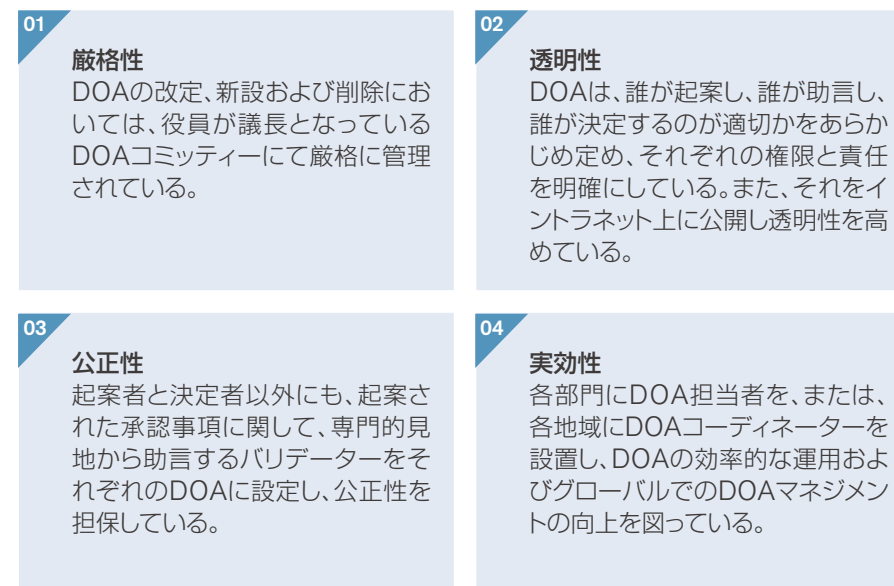 01
厳格性
DOAの改定、新設および削除にお
いては、役員が議長となっている
DOAコミッティーにて厳格に管理
されている。
02
透明性
DOAは、誰が起案し、誰が助言し、
誰が決定するのが適切かをあらか
じめ定め、それぞれの権限と責任
を明確にしている。また、それをイ
ントラネット上に公開し透明性を高
めている。
03
公正性
起案者と決定者以外にも、起案さ
れた承認事項に関して、専門的見
地から助言するバリデーターをそ
れぞれのDOAに設定し、公正性を
担保している。
04
実効性
各部門にDOA担当者を、または、
各地域にDOAコーディネーターを
設置し、DOAの効率的な運用およ
びグローバルでのDOAマネジメン
トの向上を図っている。